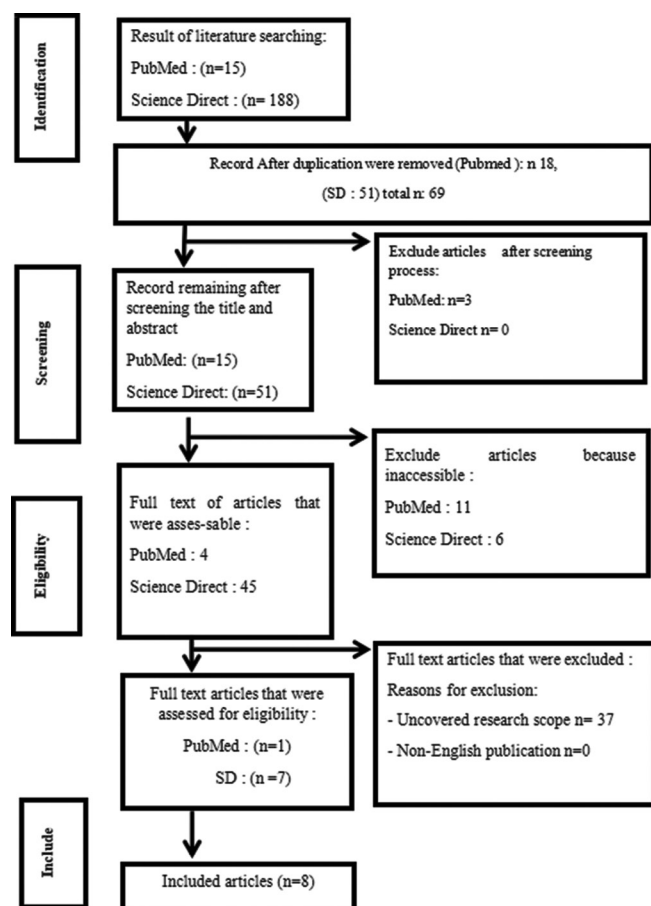 Identification
Result of literature searching:
PubMed : (n=15)
Science Direct : (n= 188)
Record After duplication were removed (Pubmed ): n 18,
(SD : 51) total n: 69
Exclude articles after screening
process:
PubMed: n=3
Science Direct n= 0
Screening
Record remaining after
screening the title and
abstract
PubMed: (n=15)
Science Direct: (n=51)
Exclude articles because
inaccessible :
PubMed : 11
Science Direct : 6
Eligibility
Full text of articles that
were asses-sable :
PubMed : 4
Science Direct : 45
Full text articles that were excluded :
Reasons for exclusion:
- Uncovered research scope n= 37
- Non-English publication n=0
Full text articles that were
assessed for eligibility :
PubMed : (n=1)
SD : (n =7)
Include
Included articles (n=8)